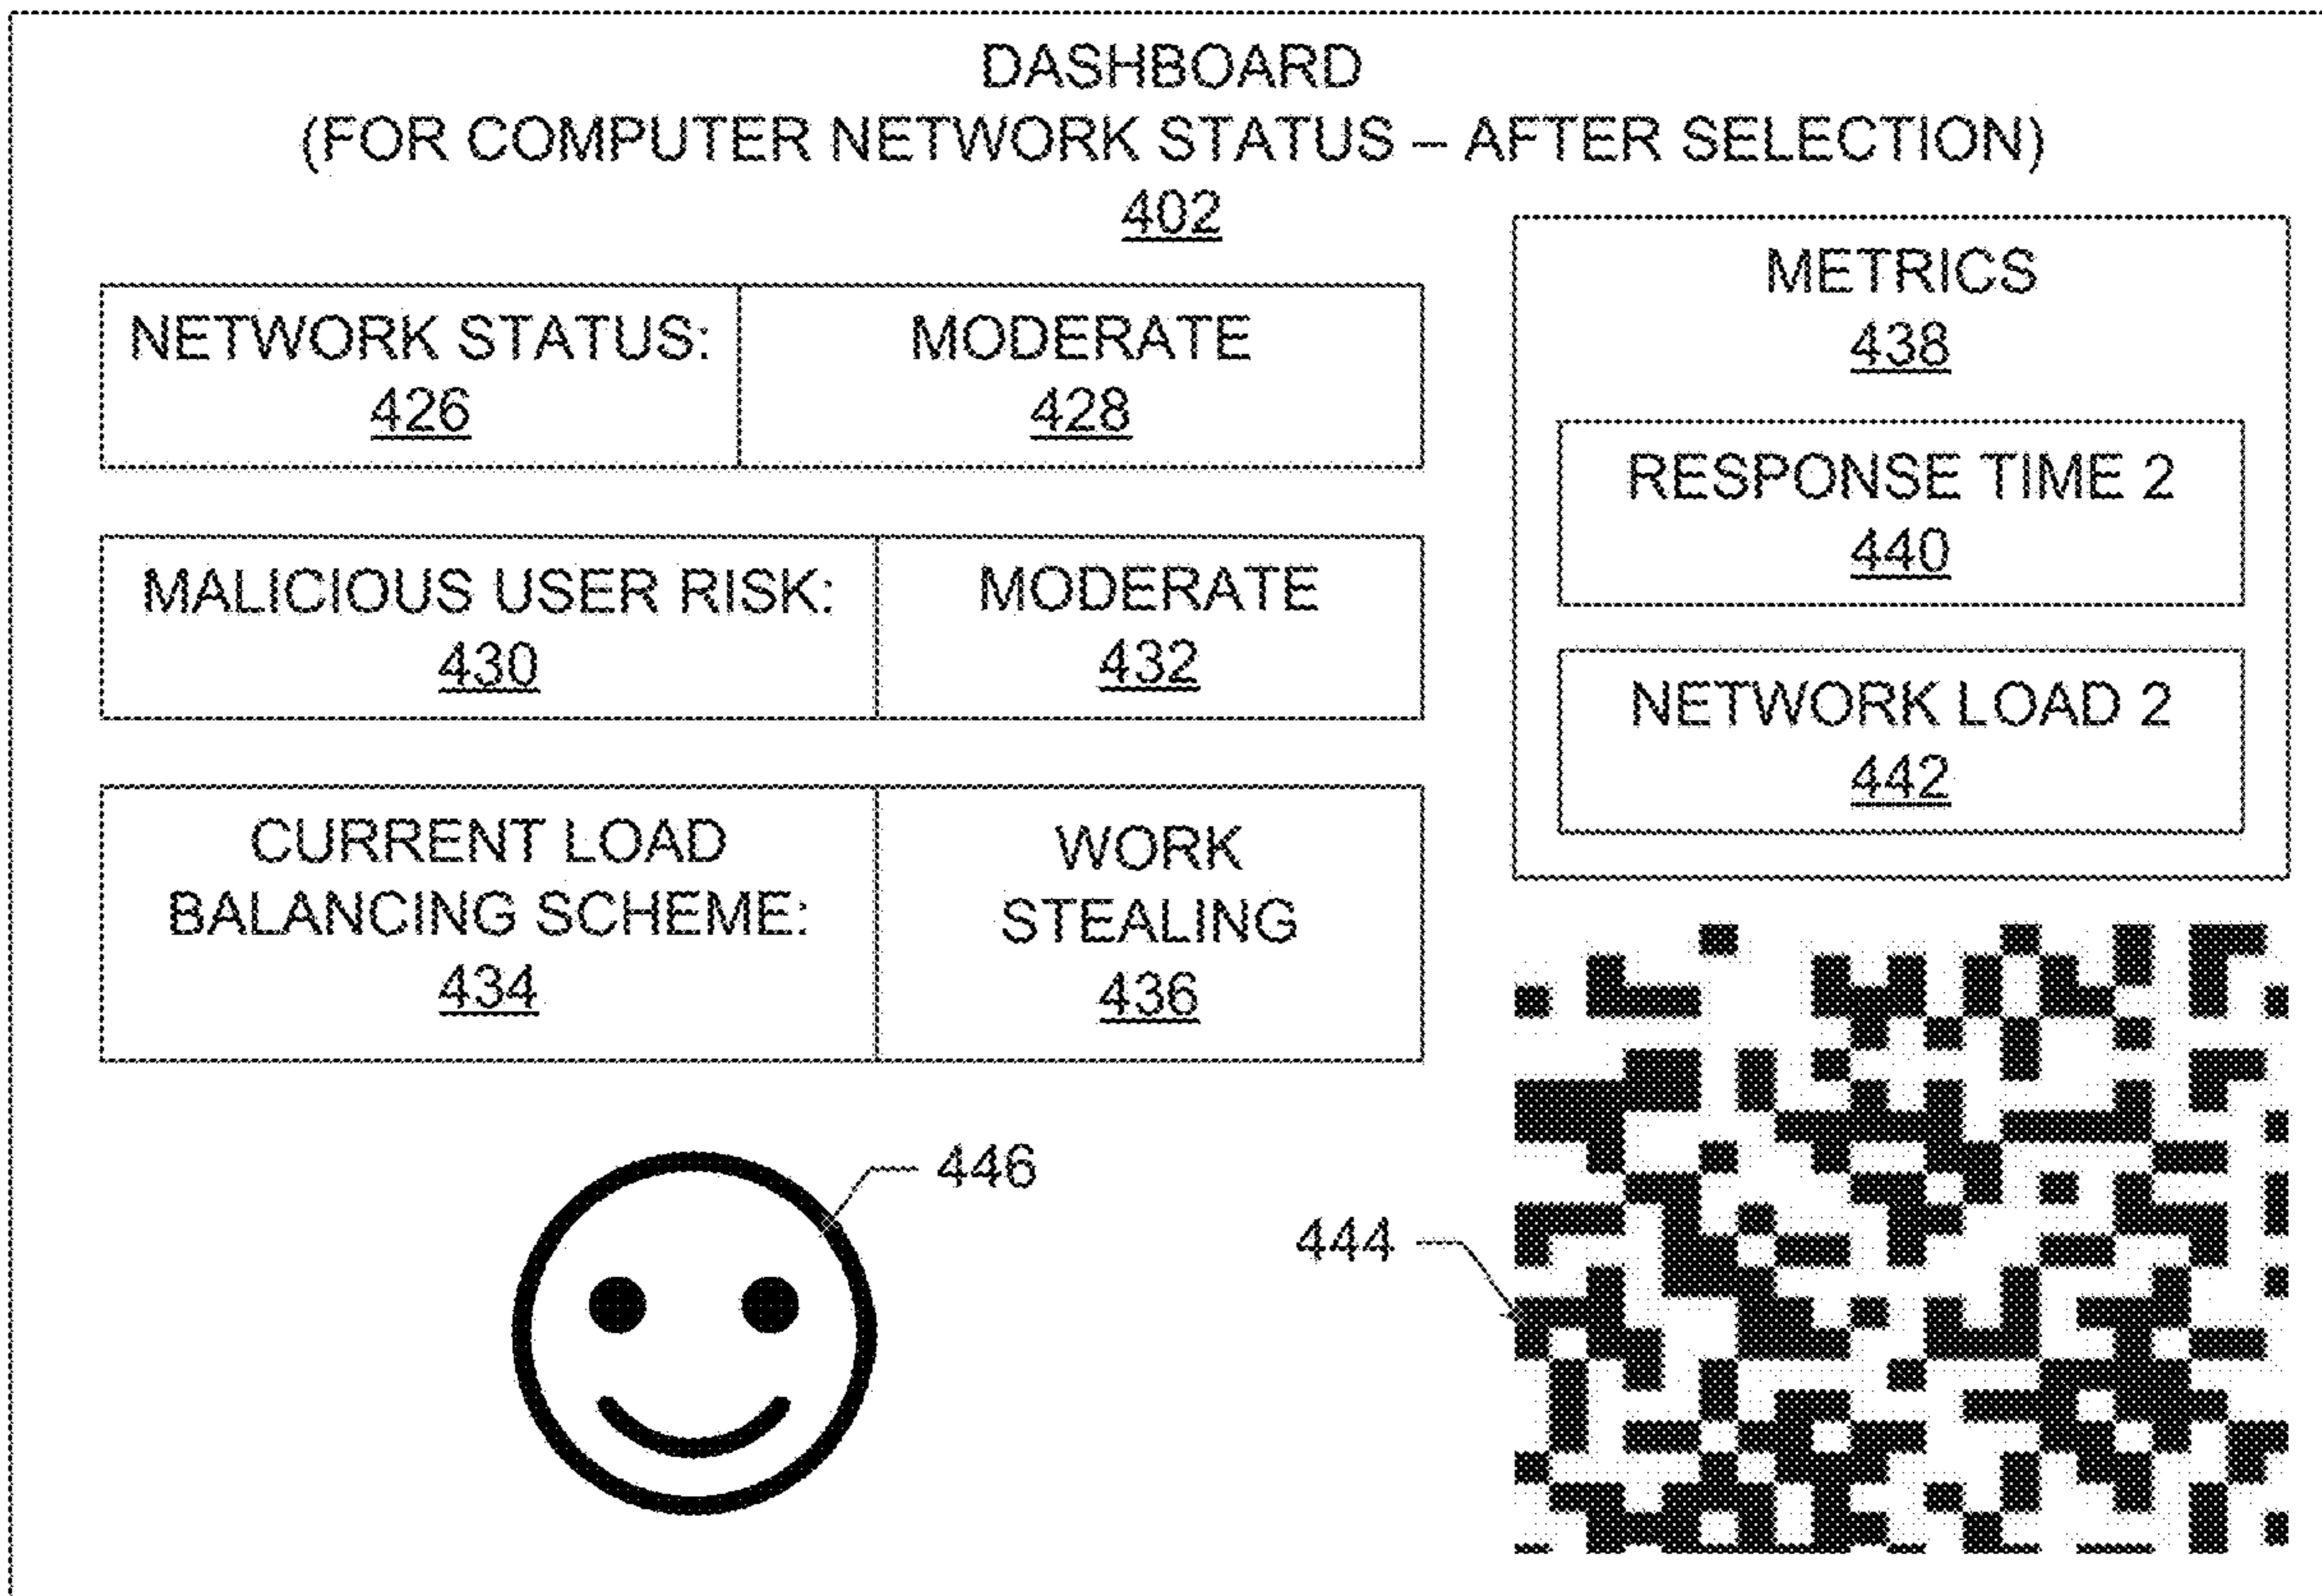 DASHBOARD
(FOR COMPUTER NETWORK STATUS – AFTER SELECTION)
402
NETWORK STATUS:
426
MODERATE
428
MALICIOUS USER RISK:
430
MODERATE
432
CURRENT LOAD
BALANCING SCHEME:
434
WORK
STEALING
436
METRICS
438
RESPONSE TIME 2
440
NETWORK LOAD 2
442
446
444